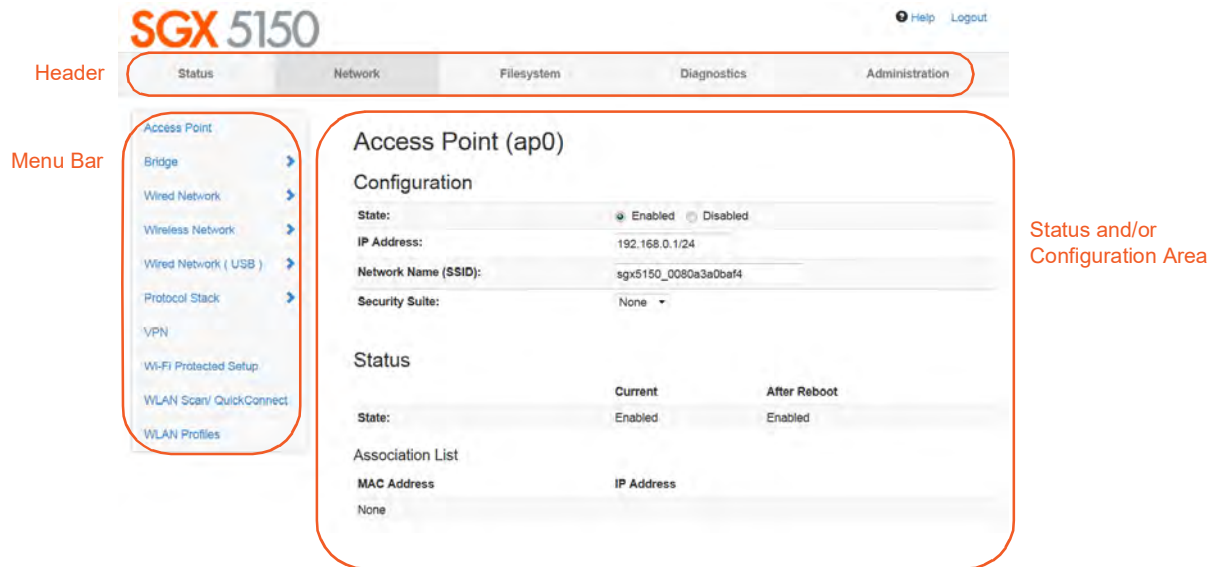 SGX 5150
Help Logout
Header
Status Network Filesystem Diagnostics Administration
Menu Bar
Access Point
Bridge
Wired Network
Wireless Network
Wired Network ( USB )
Protocol Stack
VPN
Wi-Fi Protected Setup
WLAN Scan/ QuickConnect
WLAN Profiles
Access Point (ap0)
Configuration
State: Enabled Disabled
IP Address: 192.168.0.1/24
Network Name (SSID): sgx5150_0080a3a0baf4
Security Suite: None
Status
Current After Reboot
State: Enabled Enabled
Association List
MAC Address IP Address
None
Status and/or
Configuration Area